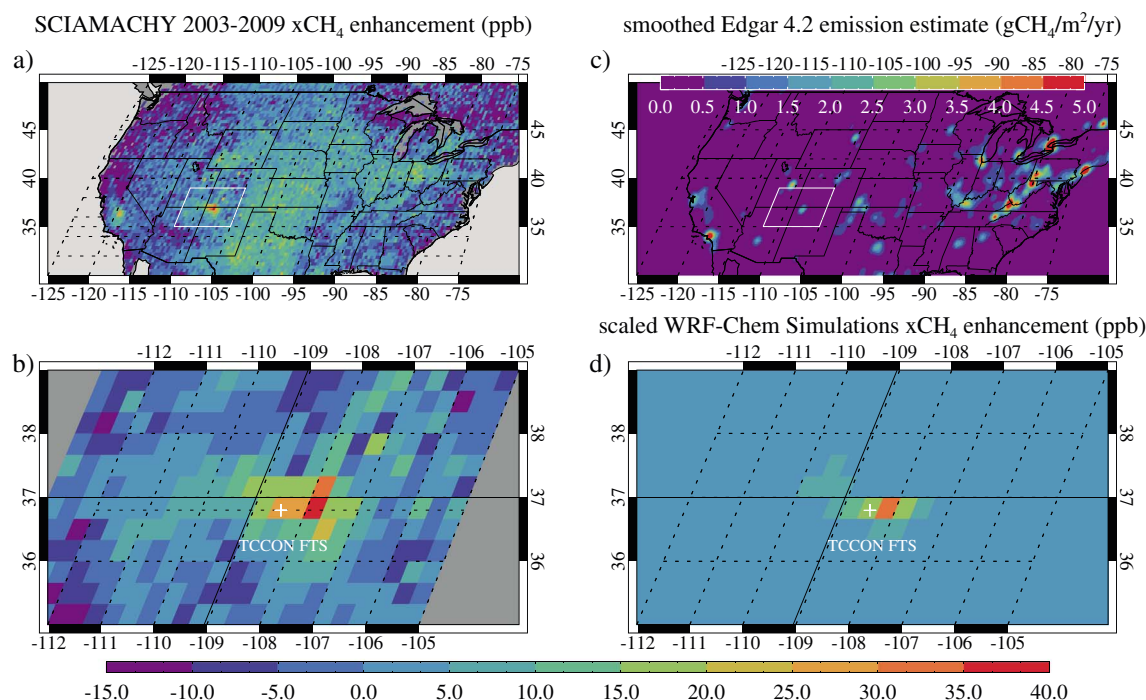 SCIAMACHY 2003-2009 xCH4 enhancement (ppb)
smoothed Edgar 4.2 emission estimate (gCH4/m2/yr)
a)
-125 -120 -115 -110 -105 -100 -95 -90 -85 -80 -75
45
40
35
-125 -120 -115 -110 -105 -100 -95 -90 -85 -80 -75
c)
-125 -120 -115 -110 -105 -100 -95 -90 -85 -80 -75
0.0 0.5 1.0 1.5 2.0 2.5 3.0 3.5 4.0 4.5 5.0
45
40
35
-125 -120 -115 -110 -105 -100 -95 -90 -85 -80 -75
scaled WRF-Chem Simulations xCH4 enhancement (ppb)
b)
-112 -111 -110 -109 -108 -107 -106 -105
38
37
36
TCCON FTS
-112 -111 -110 -109 -108 -107 -106 -105
d)
-112 -111 -110 -109 -108 -107 -106 -105
38
37
36
TCCON FTS
-112 -111 -110 -109 -108 -107 -106 -105
-15.0 -10.0 -5.0 0.0 5.0 10.0 15.0 20.0 25.0 30.0 35.0 40.0